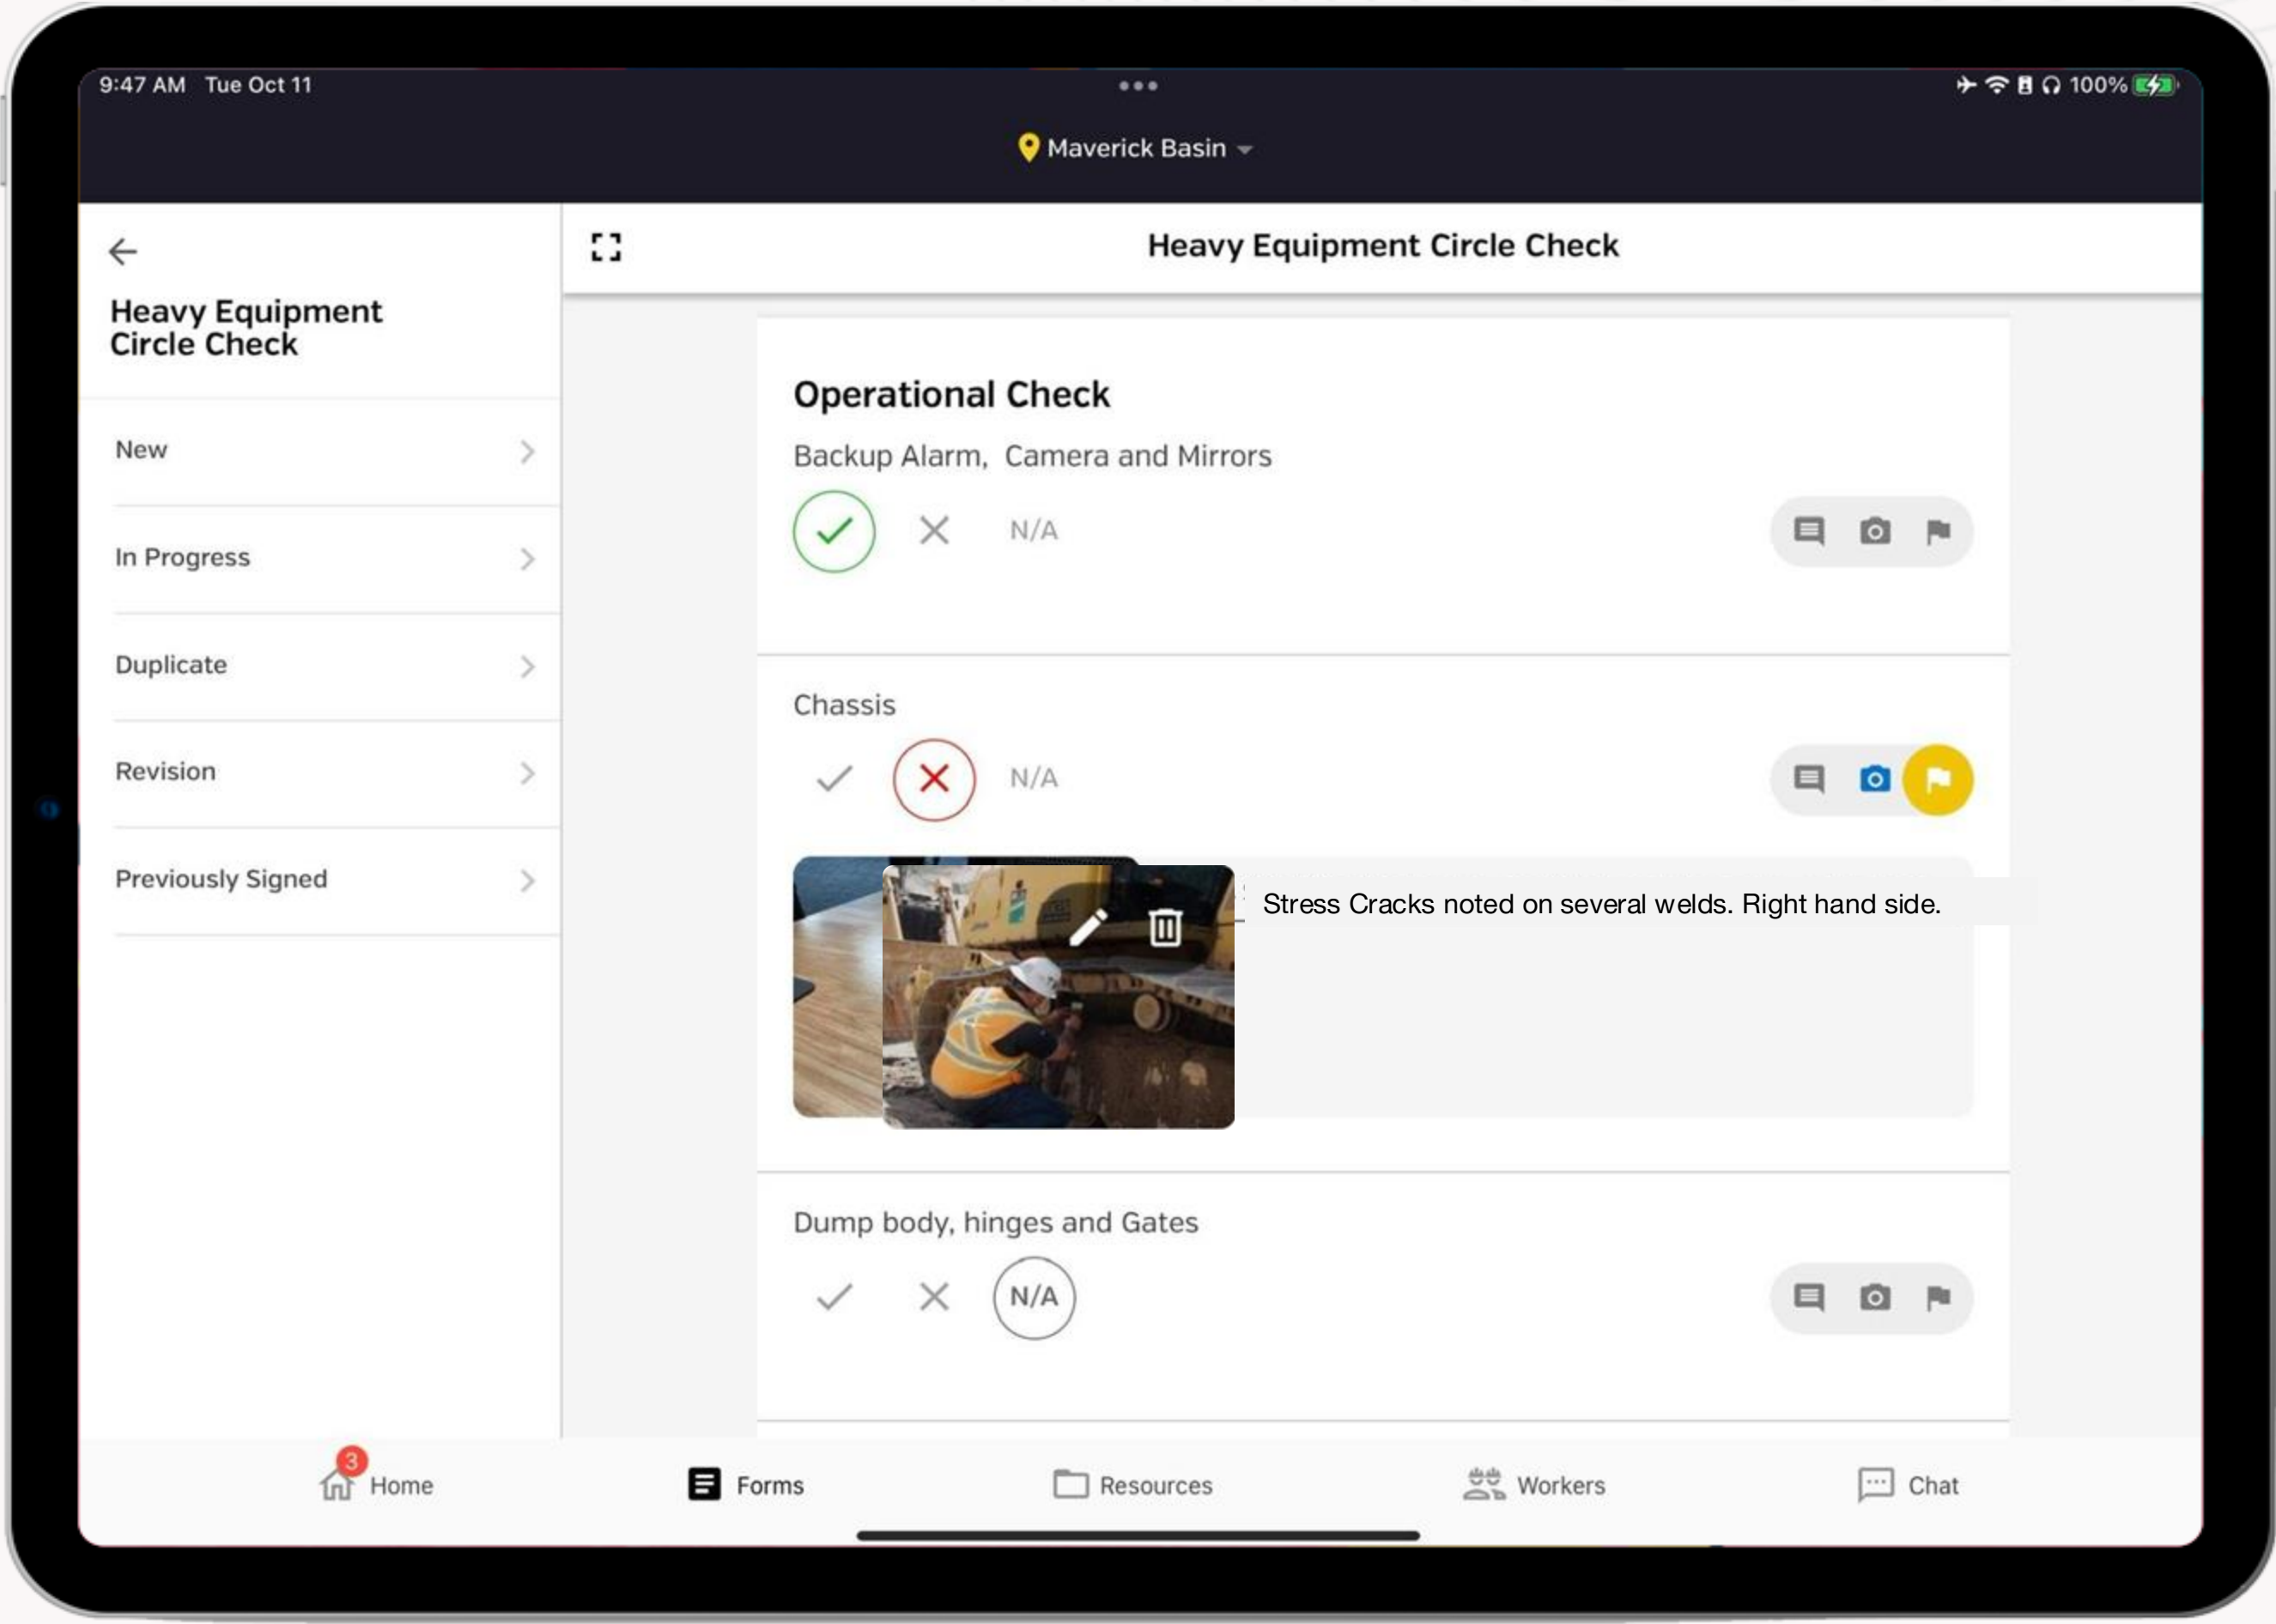 9:47 AM Tue Oct 11
100%
Maverick Basin
Heavy Equipment
Circle Check
New
In Progress
Duplicate
Revision
Previously Signed
Heavy Equipment Circle Check
Operational Check
Backup Alarm, Camera and Mirrors
N/A
Chassis
N/A
Stress Cracks noted on several welds. Right hand side.
Dump body, hinges and Gates
N/A
3
Home
Forms
Resources
Workers
Chat